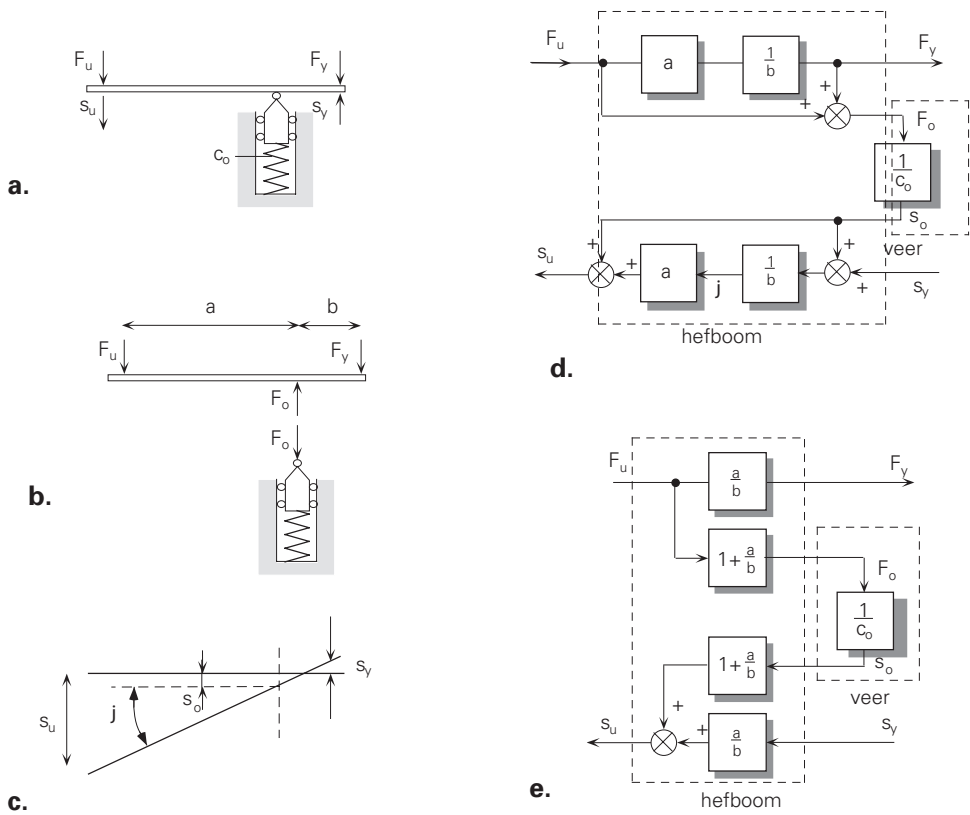 F_u
F_y
s_u
s_y
c_o
a.
a
b
F_u
F_y
F_o
F_o
b.
s_y
s_o
j
s_u
c.
F_u
a
1/b
F_y
+
+
F_o
1/c_o
s_o
veer
s_u
+
+
a
j
1/b
+
+
s_y
hefboom
d.
F_u
a/b
F_y
1 + a/b
F_o
1/c_o
s_o
veer
1 + a/b
+
s_u
+
a/b
s_y
hefboom
e.